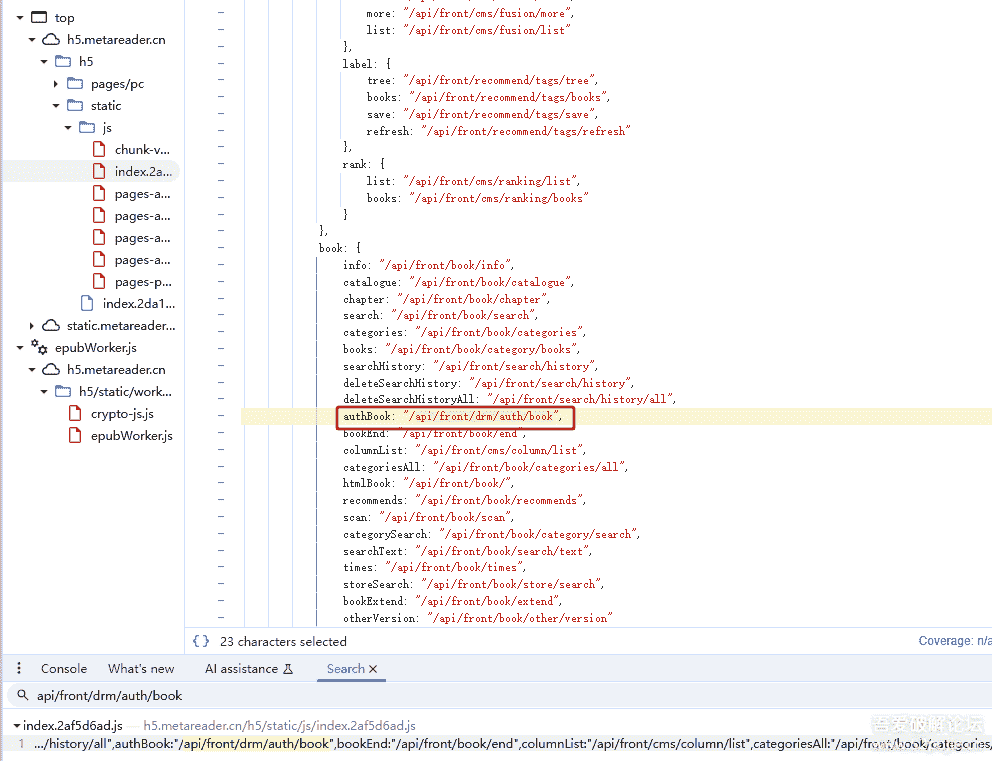 top
h5.metareader.cn
h5
pages/pc
static
js
chunk-v...
index.2a...
pages-a...
pages-a...
pages-a...
pages-a...
pages-p...
index.2da1...
static.metareader...
epubWorker.js
h5.metareader.cn
h5/static/work...
crypto-js.js
epubWorker.js
more: "/api/front/cms/fusion/more",
list: "/api/front/cms/fusion/list"
},
label: {
tree: "/api/front/recommend/tags/tree",
books: "/api/front/recommend/tags/books",
save: "/api/front/recommend/tags/save",
refresh: "/api/front/recommend/tags/refresh"
},
rank: {
list: "/api/front/cms/ranking/list",
books: "/api/front/cms/ranking/books"
}
},
book: {
info: "/api/front/book/info",
catalogue: "/api/front/book/catalogue",
chapter: "/api/front/book/chapter",
search: "/api/front/book/search",
categories: "/api/front/book/categories",
books: "/api/front/book/category/books",
searchHistory: "/api/front/search/history",
deleteSearchHistory: "/api/front/search/history",
deleteSearchHistoryAll: "/api/front/search/history/all",
authBook: "/api/front/drm/auth/book",
bookEnd: "/api/front/book/end",
columnList: "/api/front/cms/column/list",
categoriesAll: "/api/front/book/categories/all",
htmlBook: "/api/front/book/",
recommends: "/api/front/book/recommends",
scan: "/api/front/book/scan",
categorySearch: "/api/front/book/category/search",
searchText: "/api/front/book/search/text",
times: "/api/front/book/times",
storeSearch: "/api/front/book/store/search",
bookExtend: "/api/front/book/extend",
otherVersion: "/api/front/book/other/version"
{} 23 characters selected
Coverage: n/a
Console What's new AI assistance Search ×
api/front/drm/auth/book
index.2af5d6ad.js — h5.metareader.cn/h5/static/js/index.2af5d6ad.js
1 .../history/all",authBook:"/api/front/drm/auth/book",bookEnd:"/api/front/book/end",columnList:"/api/front/cms/column/list",categoriesAll:"/api/front/book/categories/
吾爱破解论坛